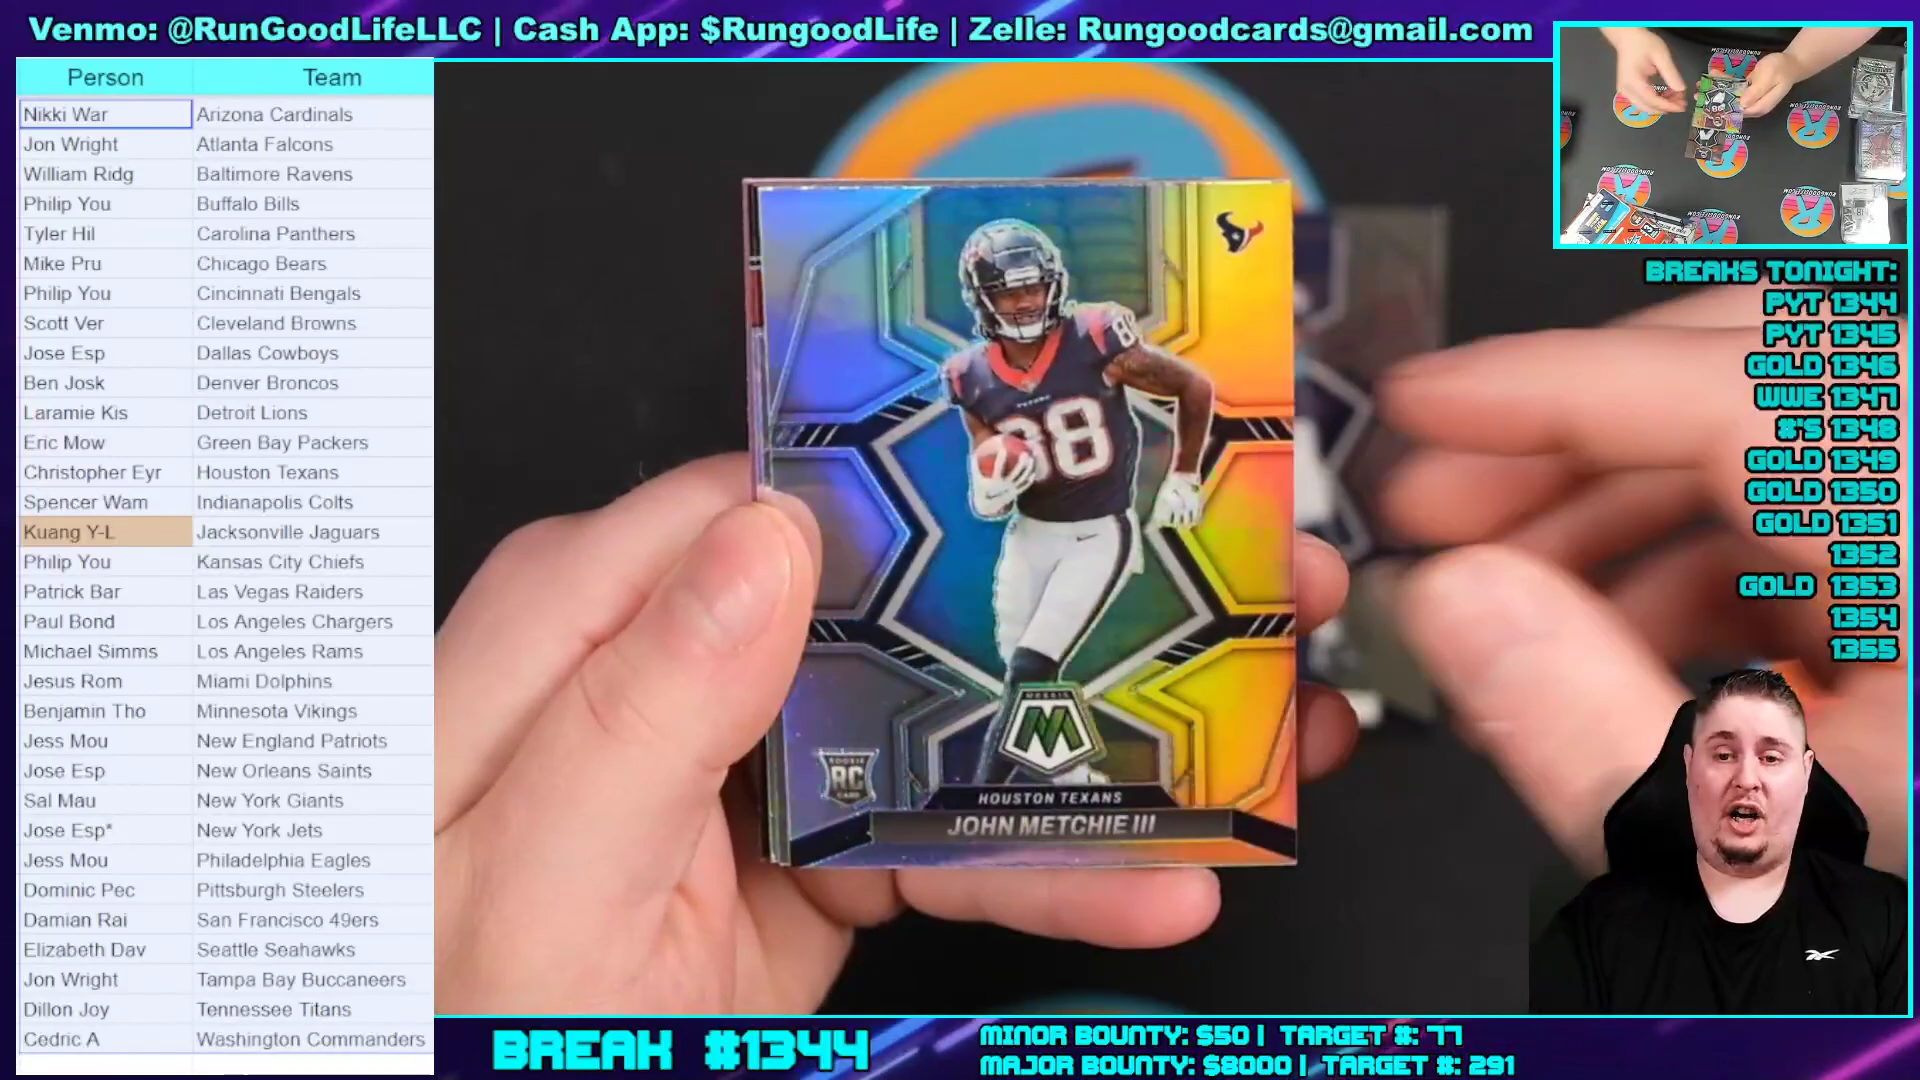 Venmo: @RunGoodLifeLLC | Cash App: $RungoodLife | Zelle: Rungoodcards@gmail.com
Person Team
Nikki War Arizona Cardinals
Jon Wright Atlanta Falcons
William Ridg Baltimore Ravens
Philip You Buffalo Bills
Tyler Hil Carolina Panthers
Mike Pru Chicago Bears
Philip You Cincinnati Bengals
Scott Ver Cleveland Browns
Jose Esp Dallas Cowboys
Ben Josk Denver Broncos
Laramie Kis Detroit Lions
Eric Mow Green Bay Packers
Christopher Eyr Houston Texans
Spencer Wam Indianapolis Colts
Kuang Y-L Jacksonville Jaguars
Philip You Kansas City Chiefs
Patrick Bar Las Vegas Raiders
Paul Bond Los Angeles Chargers
Michael Simms Los Angeles Rams
Jesus Rom Miami Dolphins
Benjamin Tho Minnesota Vikings
Jess Mou New England Patriots
Jose Esp New Orleans Saints
Sal Mau New York Giants
Jose Esp* New York Jets
Jess Mou Philadelphia Eagles
Dominic Pec Pittsburgh Steelers
Damian Rai San Francisco 49ers
Elizabeth Dav Seattle Seahawks
Jon Wright Tampa Bay Buccaneers
Dillon Joy Tennessee Titans
Cedric A Washington Commanders
88
88
MOSAIC
M
ROOKIE
RC
CARD
HOUSTON TEXANS
JOHN METCHIE III
BREAKS TONIGHT:
PYT 1344
PYT 1345
GOLD 1346
WWE 1347
#'S 1348
GOLD 1349
GOLD 1350
GOLD 1351
1352
GOLD 1353
1354
1355
BREAK #1344
MINOR BOUNTY: $50 | TARGET #: 77
MAJOR BOUNTY: $8000 | TARGET #: 291